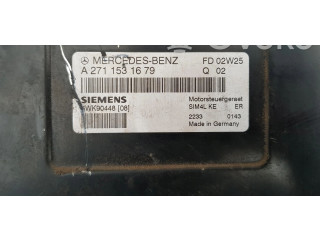 MERCEDES-BENZ FD 02W25
A 271 153 16 79 Q 02
SIEMENS Motorsteuergeraet
5WK90448 [08] SIM4L KE ER
2233 0143
Made in Germany